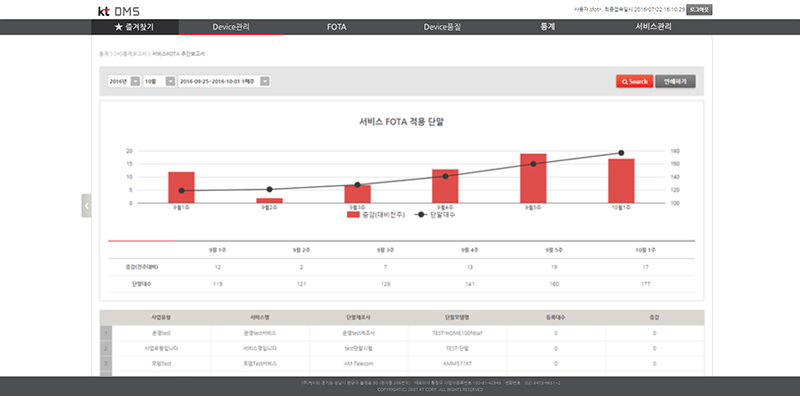 kt DMS
사용자 sfot*, 최종접속일시 2016/07/22 16:10:29 로그아웃
★ 즐겨찾기 Device관리 FOTA Device품질 통계 서비스관리
통계 > 서비스FOTA 주간보고서
2016년 10월 2016-09-25~2016-10-01 1째주 Search 인쇄하기
서비스 FOTA 적용 단말
20 180
15 160
10 140
5 120
0 100
9월1주 9월2주 9월3주 9월4주 9월5주 10월1주
증감(대비전주) 단말대수
9월 1주 9월 2주 9월 3주 9월 4주 9월 5주 10월 1주
증감(전주대비) 12 2 7 13 19 17
단말대수 119 121 128 141 160 177
사업유형 서비스명 단말제조사 단말모델명 등록대수 증감
1 운영test 운영test서비스 운영test제조사 0 0
2 사업유형입니다 서비스명입니다 test단말시험 TEST-단말 0 0
3 모델Test 모델Test서비스 AM Telecom AMM5714T 0 0
COPYRIGHT(C) 2007 KT CORP. ALL RIGHTS RESERVED.